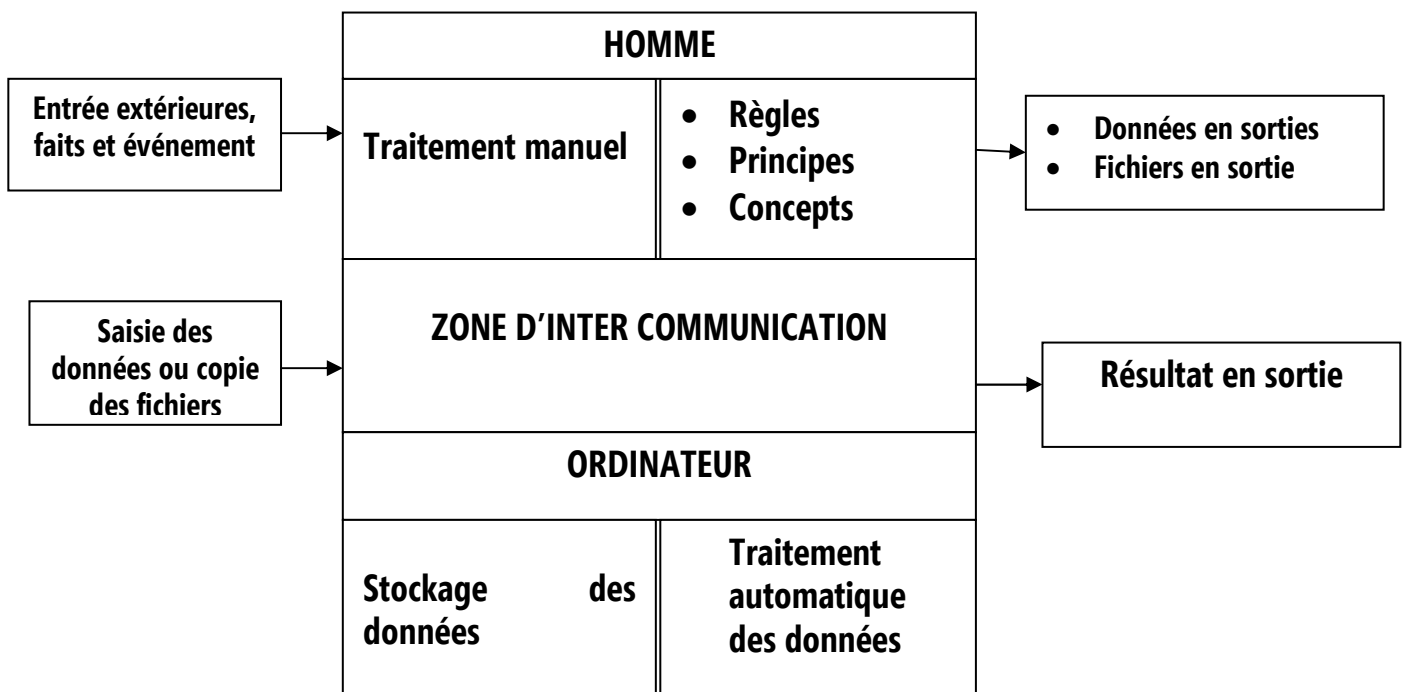 HOMME
Entrée extérieures,
faits et événement
Traitement manuel
• Règles
• Principes
• Concepts
• Données en sorties
• Fichiers en sortie
Saisie des
données ou copie
des fichiers
ZONE D’INTER COMMUNICATION
Résultat en sortie
ORDINATEUR
Stockage des
données
Traitement
automatique
des données